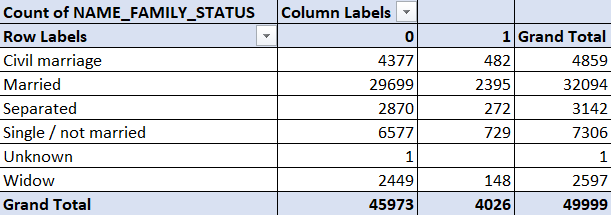 Count of NAME_FAMILY_STATUS Column Labels
Row Labels 0 1 Grand Total
Civil marriage 4377 482 4859
Married 29699 2395 32094
Separated 2870 272 3142
Single / not married 6577 729 7306
Unknown 1 1
Widow 2449 148 2597
Grand Total 45973 4026 49999